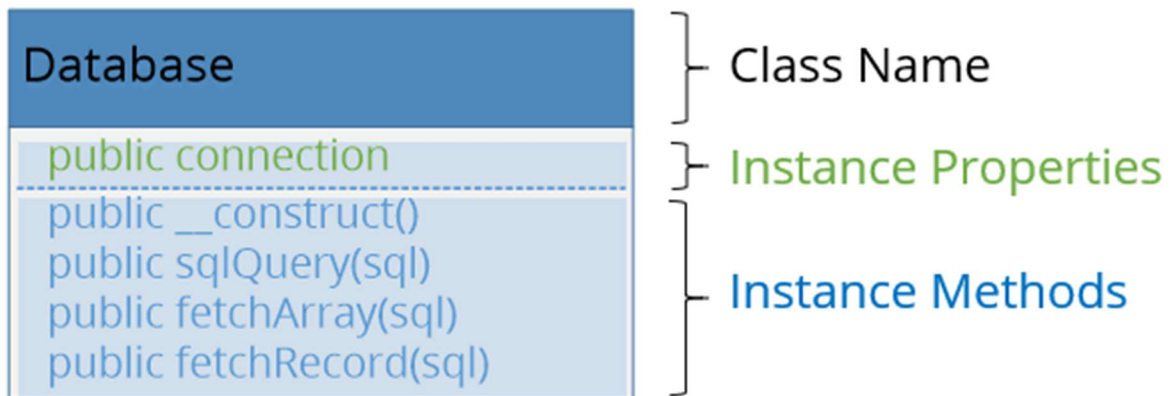 Database
Class Name
public connection
Instance Properties
public __construct()
public sqlQuery(sql)
public fetchArray(sql)
public fetchRecord(sql)
Instance Methods